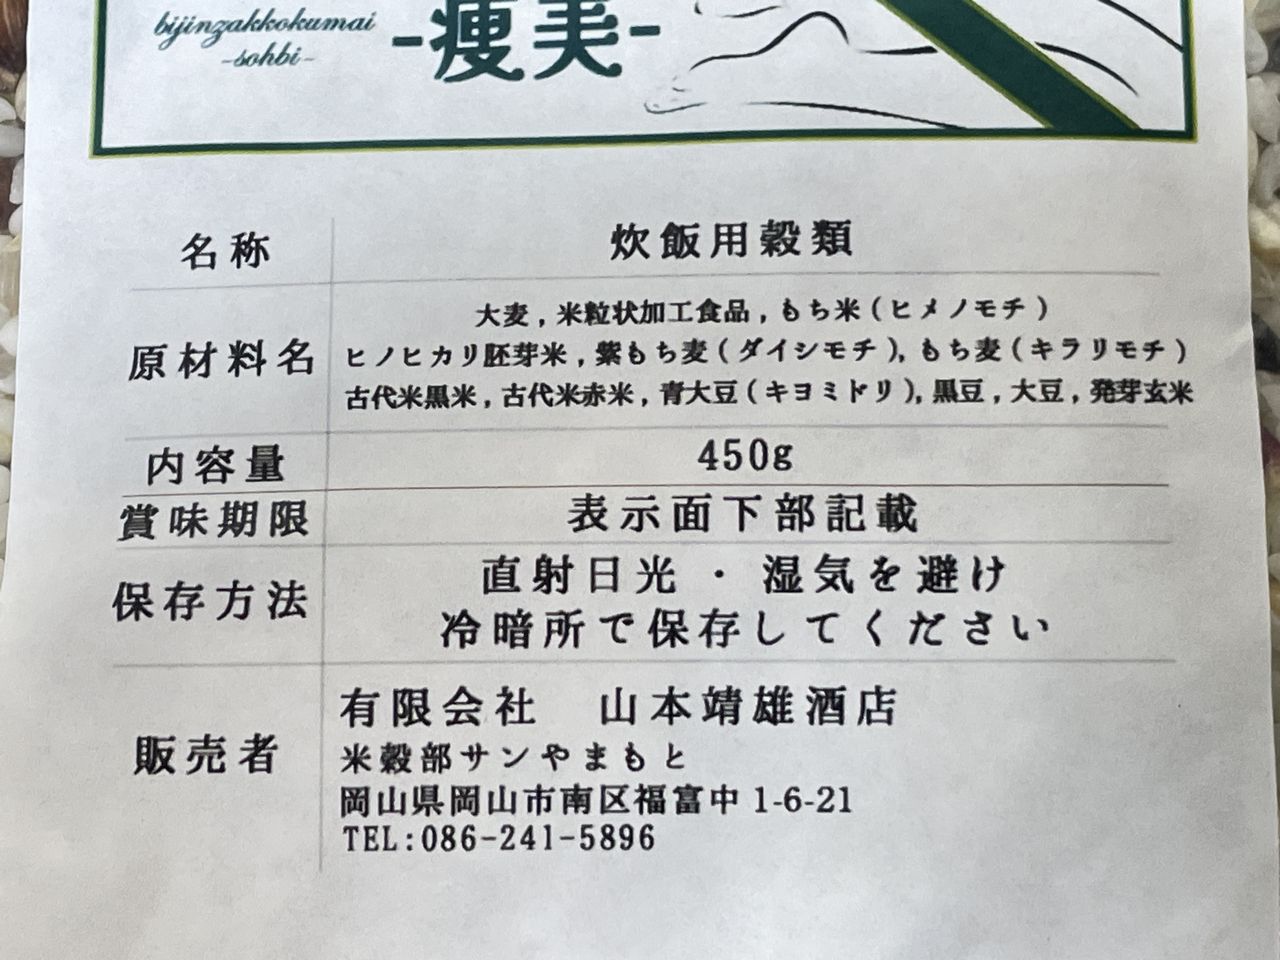 bijinzakkokumai
-sohbi-
-痩美-
名称
炊飯用穀類
原材料名
大麦,米粒状加工食品,もち米(ヒメノモチ)
ヒノヒカリ胚芽米,紫もち麦(ダイシモチ),もち麦(キラリモチ)
古代米黒米,古代米赤米,青大豆(キヨミドリ),黒豆,大豆,発芽玄米
内容量
450g
賞味期限
表示面下部記載
保存方法
直射日光・湿気を避け
冷暗所で保存してください
販売者
有限会社　山本靖雄酒店
米穀部サンやまもと
岡山県岡山市南区福富中1-6-21
TEL:086-241-5896